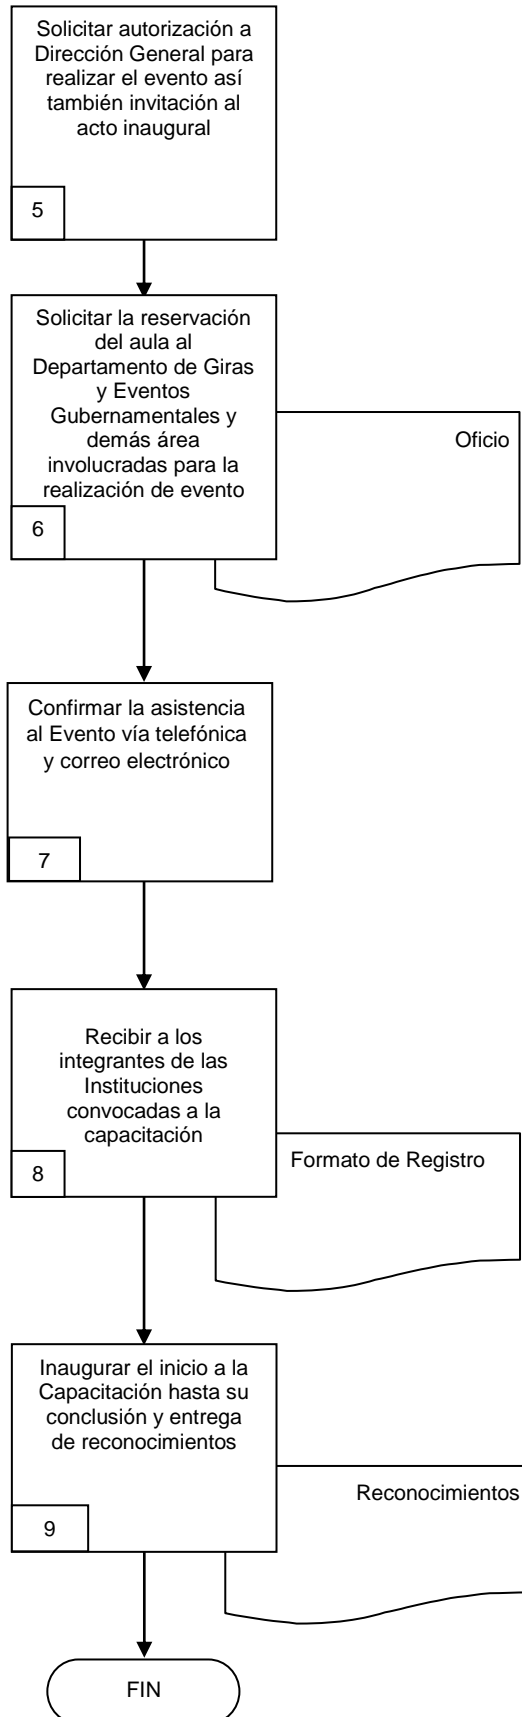 Solicitar autorización a
Dirección General para
realizar el evento así
también invitación al
acto inaugural
5
Solicitar la reservación
del aula al
Departamento de Giras
y Eventos
Gubernamentales y
demás área
involucradas para la
realización de evento
6
Oficio
Confirmar la asistencia
al Evento vía telefónica
y correo electrónico
7
Recibir a los
integrantes de las
Instituciones
convocadas a la
capacitación
8
Formato de Registro
Inaugurar el inicio a la
Capacitación hasta su
conclusión y entrega
de reconocimientos
9
Reconocimientos
FIN